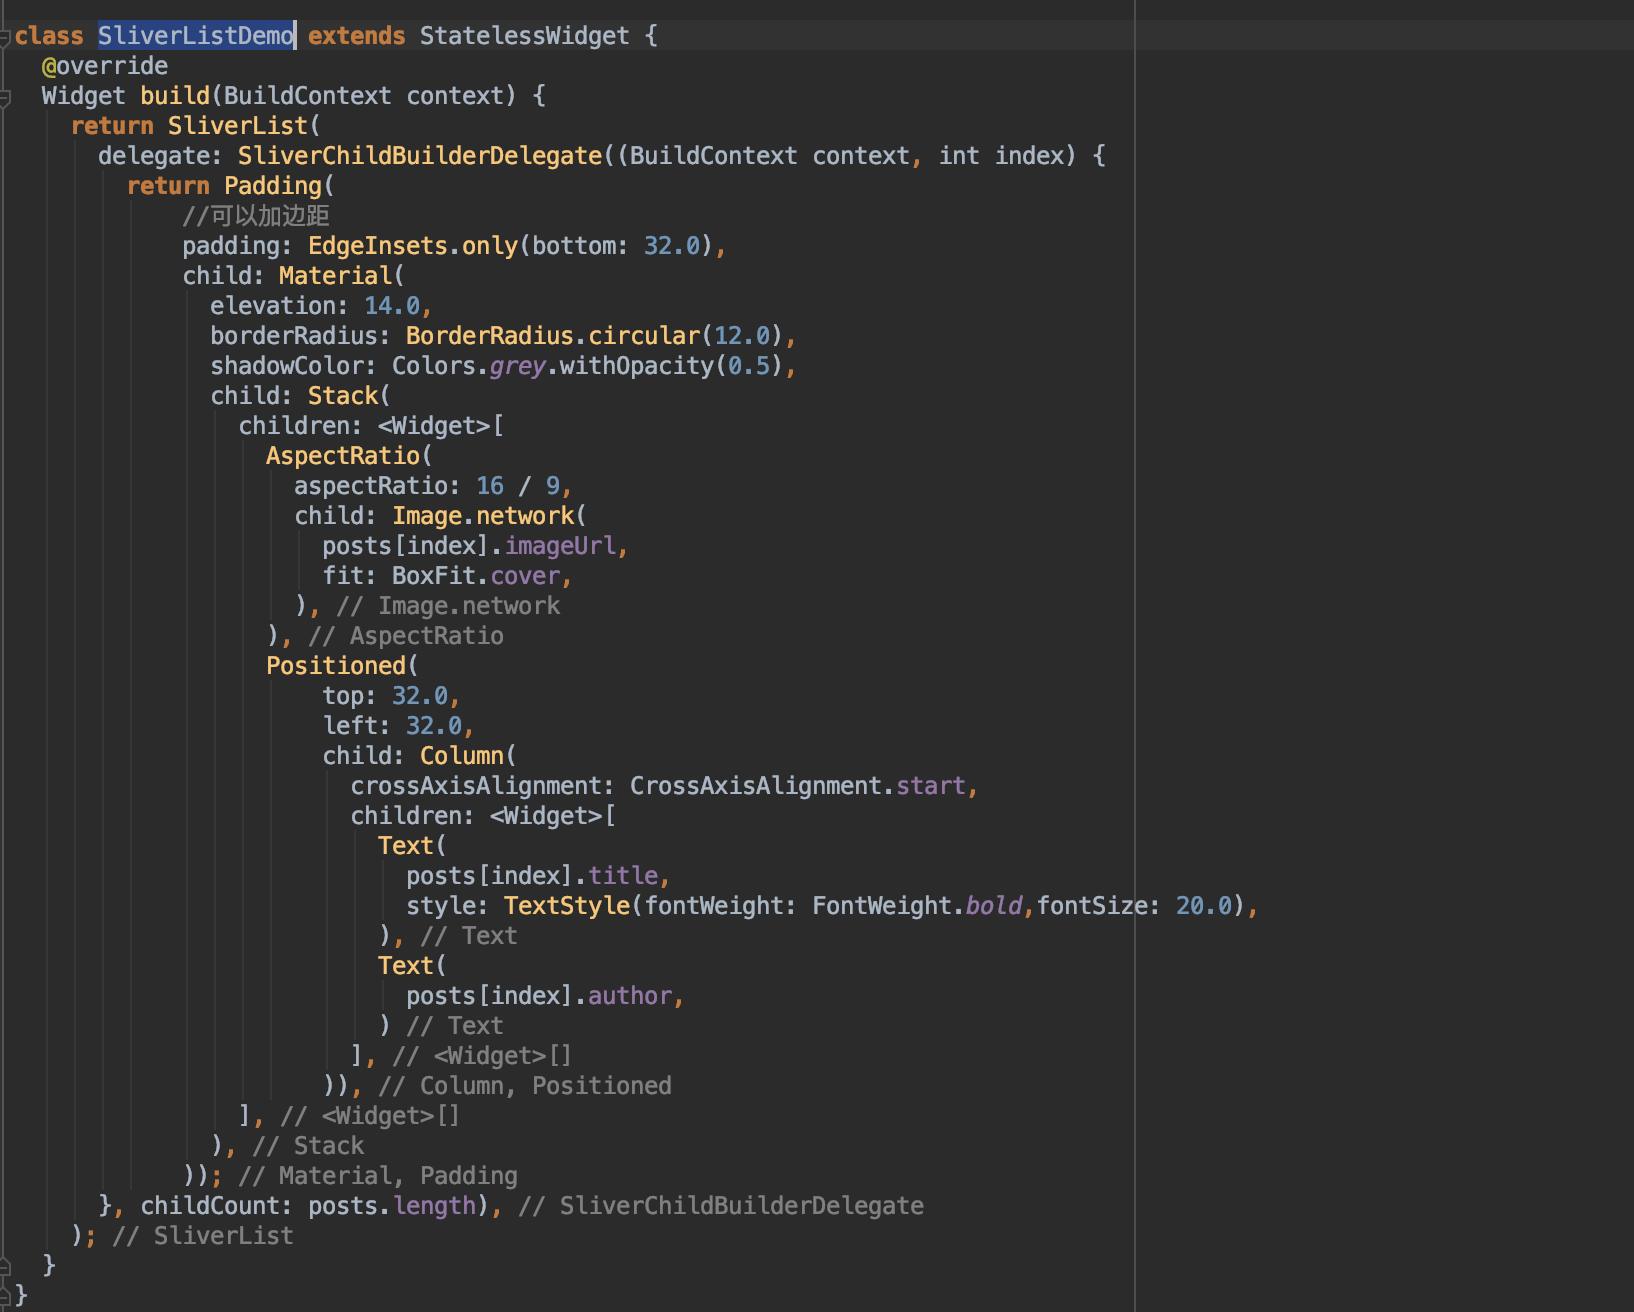 class SliverListDemo extends StatelessWidget {
  @override
  Widget build(BuildContext context) {
    return SliverList(
      delegate: SliverChildBuilderDelegate((BuildContext context, int index) {
        return Padding(
            //可以加边距
            padding: EdgeInsets.only(bottom: 32.0),
            child: Material(
              elevation: 14.0,
              borderRadius: BorderRadius.circular(12.0),
              shadowColor: Colors.grey.withOpacity(0.5),
              child: Stack(
                children: <Widget>[
                  AspectRatio(
                    aspectRatio: 16 / 9,
                    child: Image.network(
                      posts[index].imageUrl,
                      fit: BoxFit.cover,
                    ), // Image.network
                  ), // AspectRatio
                  Positioned(
                      top: 32.0,
                      left: 32.0,
                      child: Column(
                        crossAxisAlignment: CrossAxisAlignment.start,
                        children: <Widget>[
                          Text(
                            posts[index].title,
                            style: TextStyle(fontWeight: FontWeight.bold,fontSize: 20.0),
                          ), // Text
                          Text(
                            posts[index].author,
                          ) // Text
                        ], // <Widget>[]
                      )), // Column, Positioned
                ], // <Widget>[]
              ), // Stack
            )); // Material, Padding
      }, childCount: posts.length), // SliverChildBuilderDelegate
    ); // SliverList
  }
}